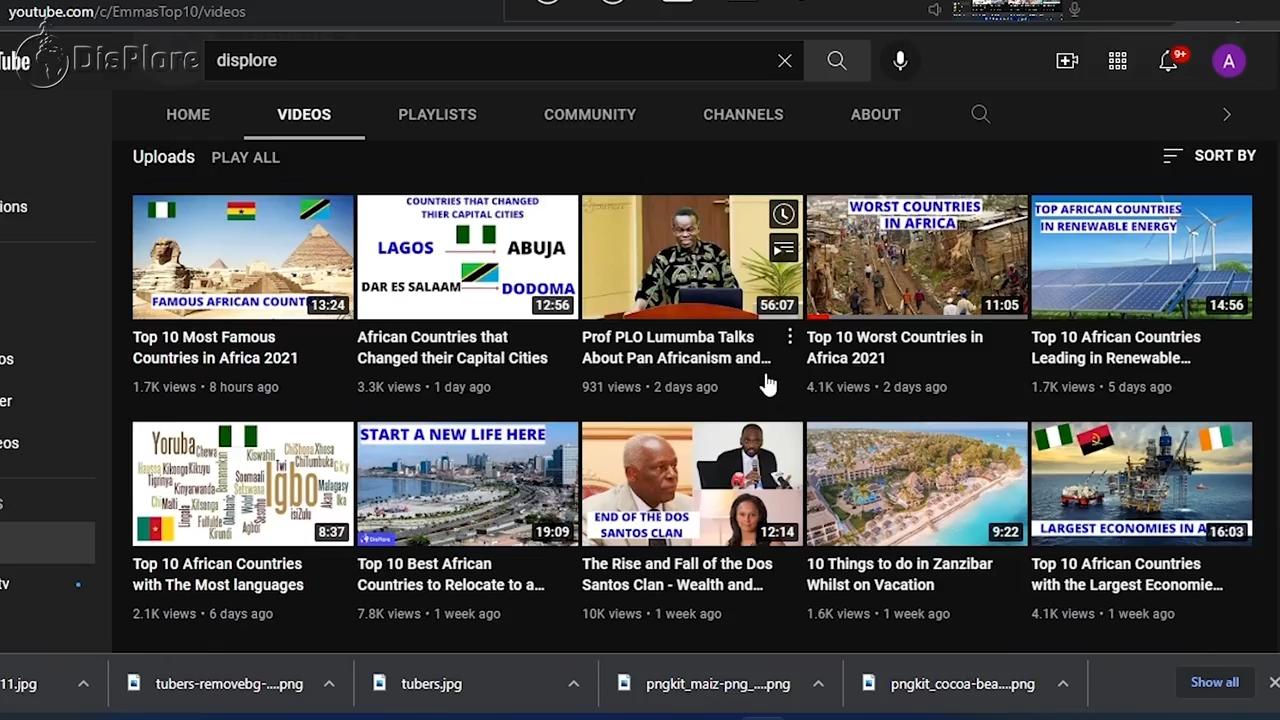 youtube.com/c/EmmasTop10/videos
Tube
DisPlore
displore
9+
A
HOME
VIDEOS
PLAYLISTS
COMMUNITY
CHANNELS
ABOUT
Uploads
PLAY ALL
SORT BY
ions
os
er
eos
s
tv
FAMOUS AFRICAN COUNT
13:24
Top 10 Most Famous
Countries in Africa 2021
1.7K views • 8 hours ago
COUNTRIES THAT CHANGED
THIER CAPITAL CITIES
LAGOS
ABUJA
DAR ES SALAAM
DODOMA
12:56
African Countries that
Changed their Capital Cities
3.3K views • 1 day ago
56:07
Prof PLO Lumumba Talks
About Pan Africanism and...
931 views • 2 days ago
WORST COUNTRIES
IN AFRICA
11:05
Top 10 Worst Countries in
Africa 2021
4.1K views • 2 days ago
TOP AFRICAN COUNTRIES
IN RENEWABLE ENERGY
14:56
Top 10 African Countries
Leading in Renewable...
1.7K views • 5 days ago
Yoruba
Igbo
8:37
Top 10 African Countries
with The Most languages
2.1K views • 6 days ago
START A NEW LIFE HERE
DisPlore
19:09
Top 10 Best African
Countries to Relocate to a...
7.8K views • 1 week ago
END OF THE DOS
SANTOS CLAN
12:14
The Rise and Fall of the Dos
Santos Clan - Wealth and...
10K views • 1 week ago
9:22
10 Things to do in Zanzibar
Whilst on Vacation
1.6K views • 1 week ago
LARGEST ECONOMIES IN A
16:03
Top 10 African Countries
with the Largest Economie...
4.1K views • 1 week ago
11.jpg
tubers-removebg-....png
tubers.jpg
pngkit_maiz-png_....png
pngkit_cocoa-bea....png
Show all